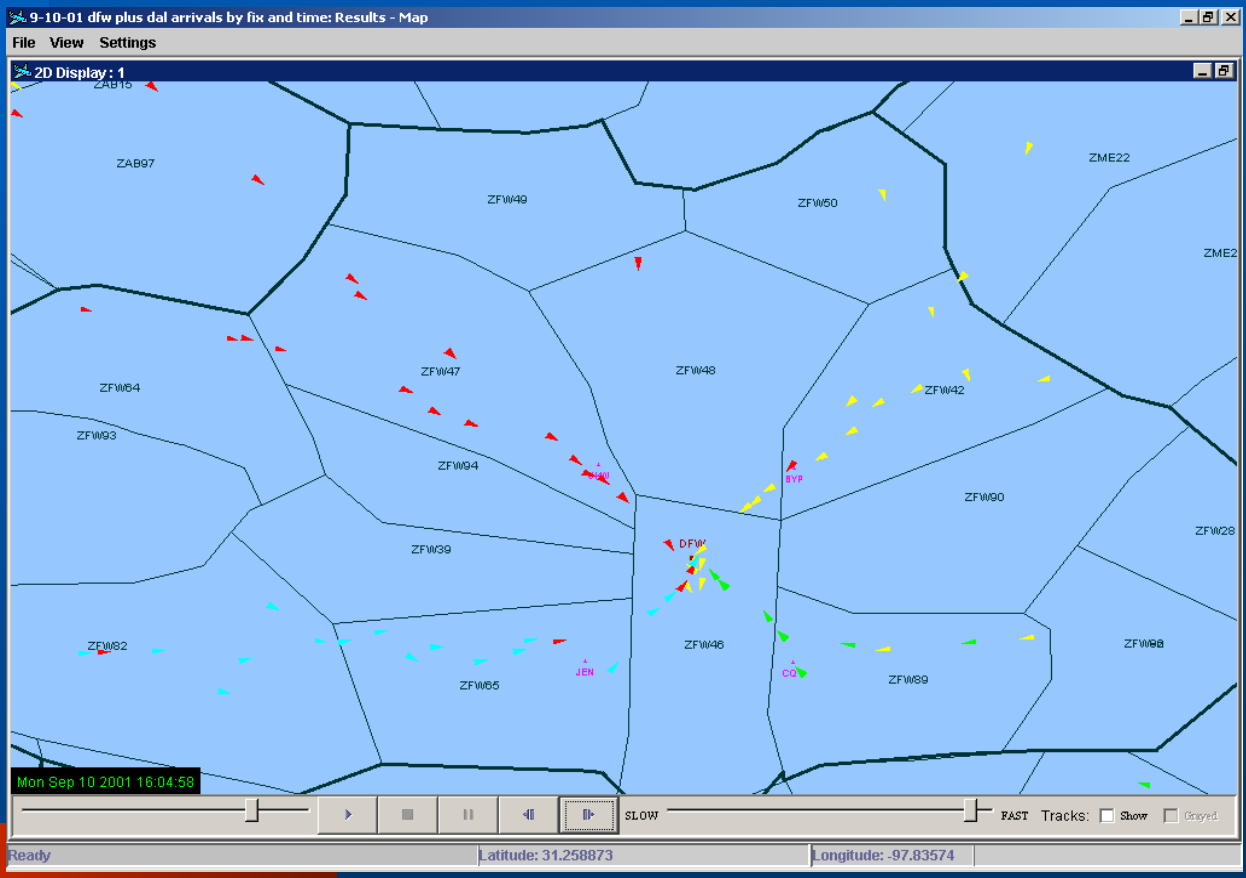 9-10-01 dfw plus dal arrivals by fix and time: Results - Map
File View Settings
2D Display : 1
ZAB15
ZAB97
ZME22
ZFW49
ZFW50
ZME2
ZFW64
ZFW47
ZFW48
ZFW42
ZFW93
ZFW94
BYP
ZFW90
ZFW28
DFW
ZFW39
ZFW82
ZFW46
JEN
CQ
ZFW65
ZFW89
Mon Sep 10 2001 16:04:58
SLOW FAST Tracks: Show Grayed
Ready Latitude: 31.258873 Longitude: -97.83574